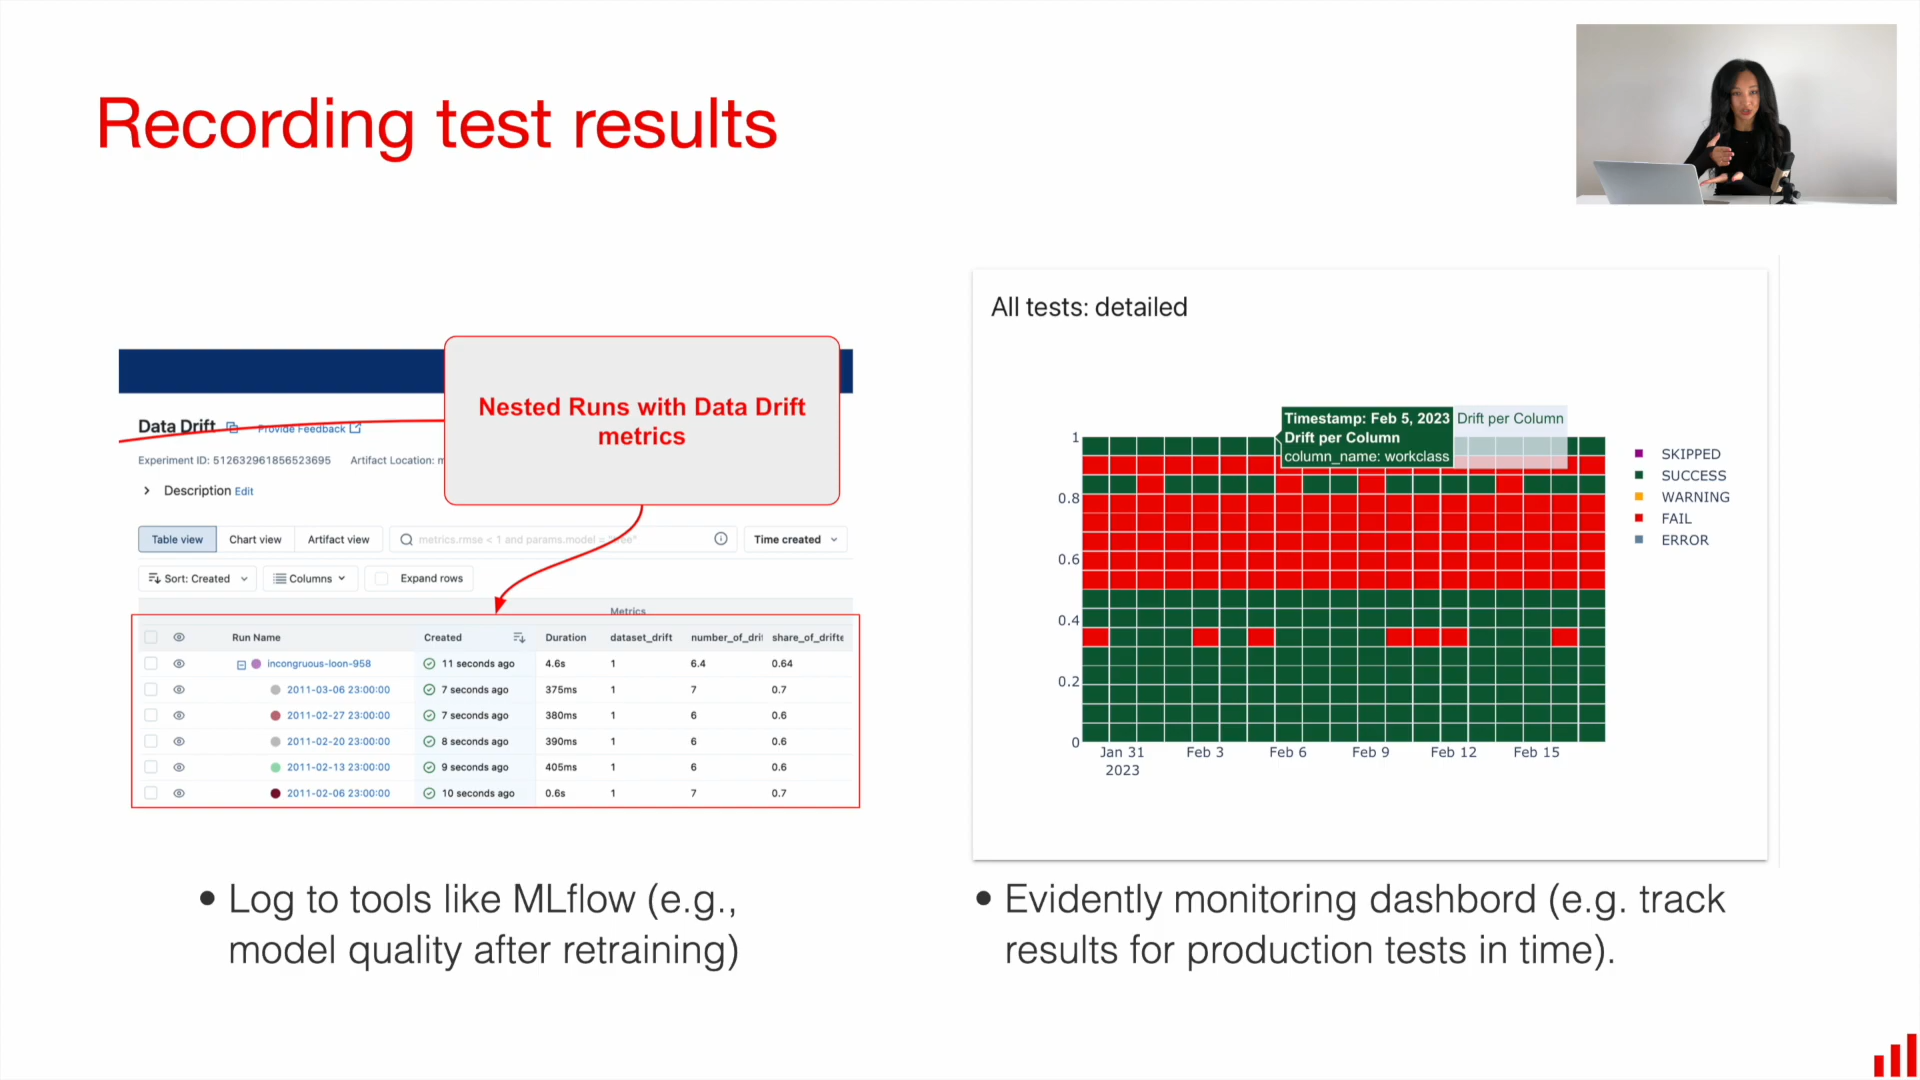 Recording test results
Nested Runs with Data Drift
metrics
Data Drift
Provide Feedback
Experiment ID: 512632961856523695 Artifact Location: m
Description Edit
Table view Chart view Artifact view metrics.rmse < 1 and params.model = Time created
Sort: Created Columns Expand rows
Metrics
Run Name Created Duration dataset_drift number_of_dri share_of_drifte
incongruous-loon-958 11 seconds ago 4.6s 1 6.4 0.64
2011-03-06 23:00:00 7 seconds ago 375ms 1 7 0.7
2011-02-27 23:00:00 7 seconds ago 380ms 1 6 0.6
2011-02-20 23:00:00 8 seconds ago 390ms 1 6 0.6
2011-02-13 23:00:00 9 seconds ago 405ms 1 6 0.6
2011-02-06 23:00:00 10 seconds ago 0.6s 1 7 0.7
• Log to tools like MLflow (e.g.,
model quality after retraining)
All tests: detailed
Timestamp: Feb 5, 2023 Drift per Column
Drift per Column
column_name: workclass
1
0.8
0.6
0.4
0.2
0
Jan 31 Feb 3 Feb 6 Feb 9 Feb 12 Feb 15
2023
SKIPPED
SUCCESS
WARNING
FAIL
ERROR
• Evidently monitoring dashbord (e.g. track
results for production tests in time).